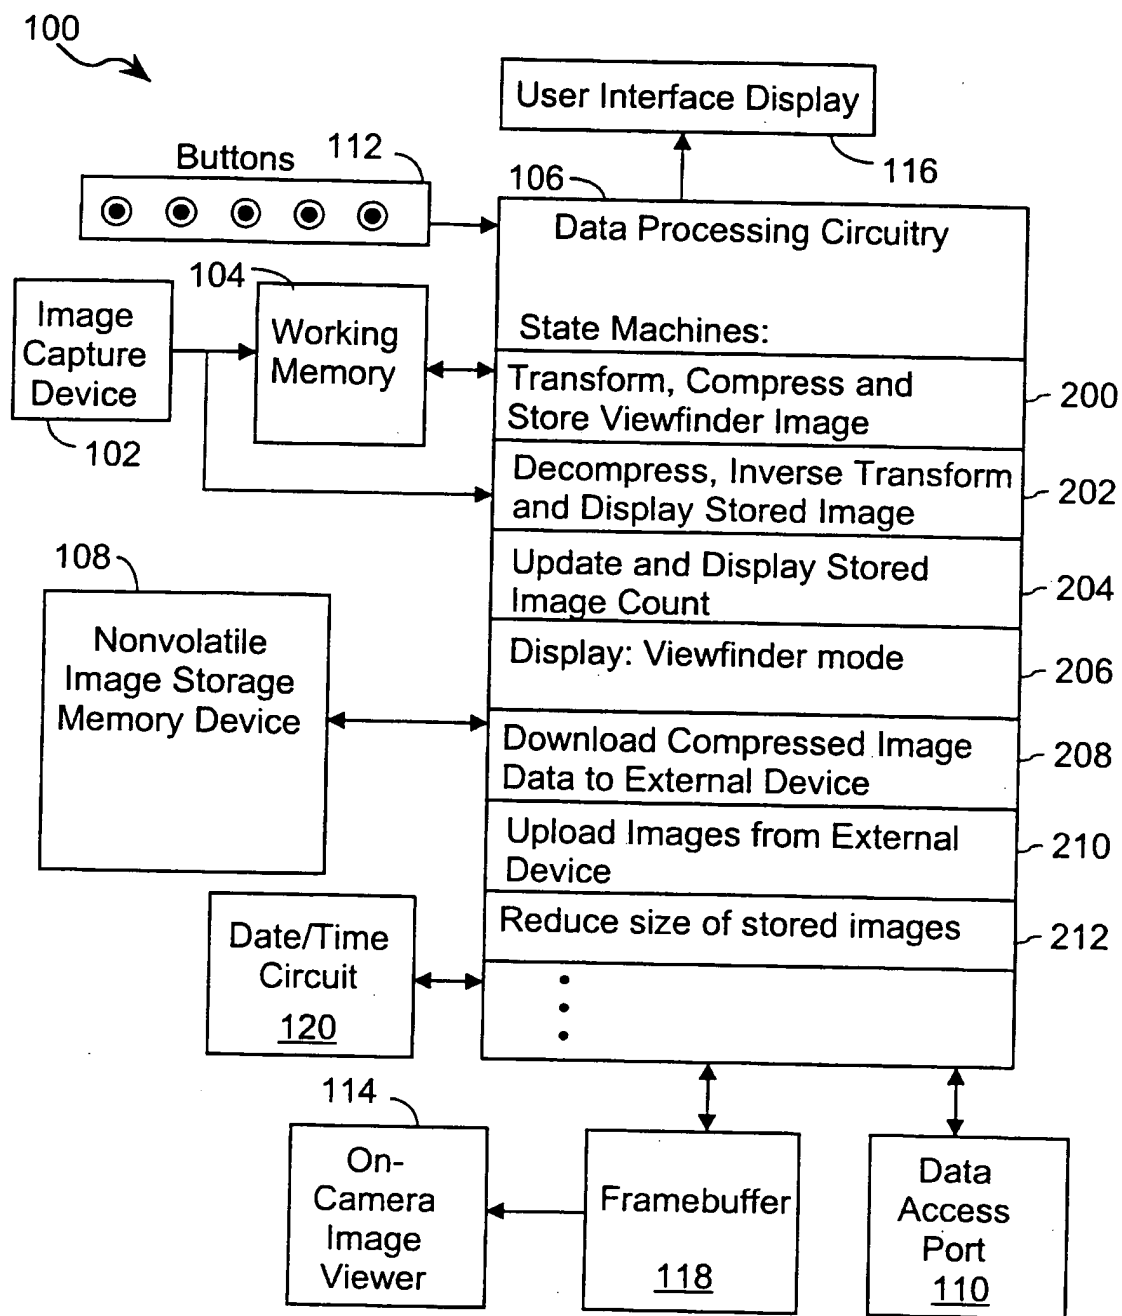 100
User Interface Display
116
Buttons
112
106
Data Processing Circuitry
State Machines:
104
Image
Capture
Device
102
Working
Memory
Transform, Compress and
Store Viewfinder Image
200
Decompress, Inverse Transform
and Display Stored Image
202
Update and Display Stored
Image Count
204
108
Nonvolatile
Image Storage
Memory Device
Display: Viewfinder mode
206
Download Compressed Image
Data to External Device
208
Upload Images from External
Device
210
Reduce size of stored images
212
Date/Time
Circuit
120
114
On-
Camera
Image
Viewer
Framebuffer
118
Data
Access
Port
110